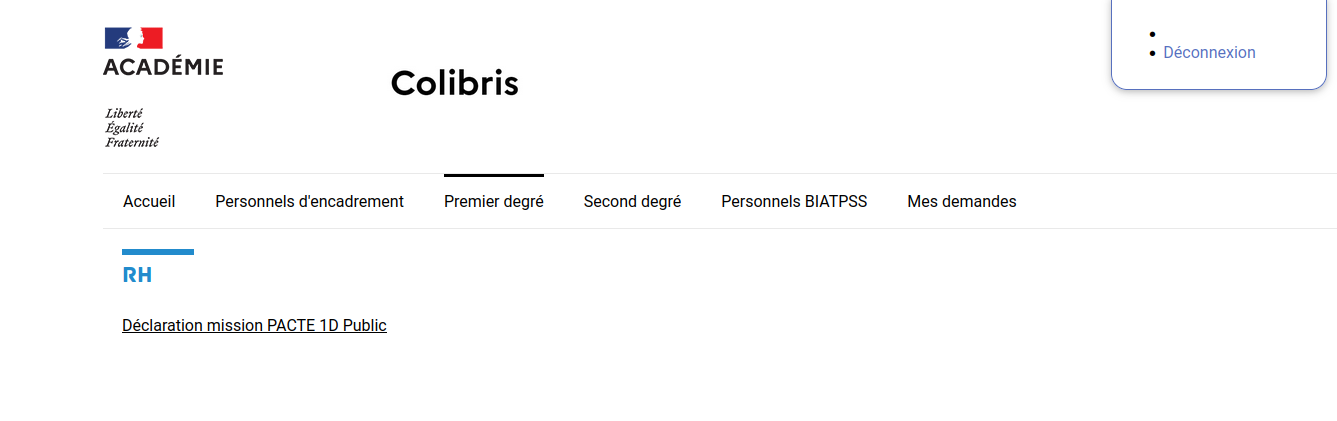 ACADÉMIE
Liberté
Égalité
Fraternité
Colibris
Déconnexion
Accueil Personnels d'encadrement Premier degré Second degré Personnels BIATPSS Mes demandes
RH
Déclaration mission PACTE 1D Public